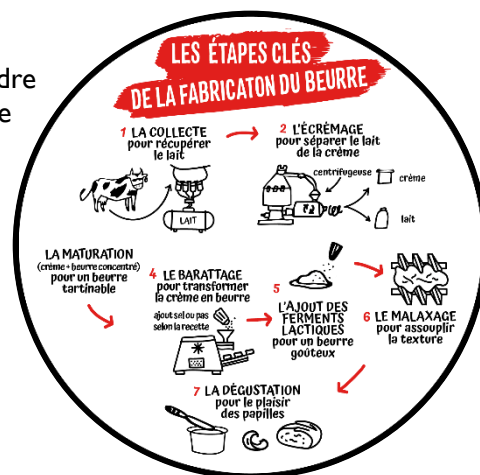 dre
e
LES ÉTAPES CLÉS
DE LA FABRICATON DU BEURRE
1 LA COLLECTE
pour récupérer
le lait
LAIT
2 L'ÉCRÉMAGE
pour séparer le lait
de la crème
centrifugeuse
crème
lait
LA MATURATION
(crème + beurre concentré)
pour un beurre
tartinable
4 LE BARATTAGE
pour transformer
la crème en beurre
ajout sel ou pas
selon la recette
5
L'AJOUT DES
FERMENTS
LACTIQUES
pour un beurre
goûteux
6 LE MALAXAGE
pour assouplir
la texture
7 LA DÉGUSTATION
pour le plaisir
des papilles